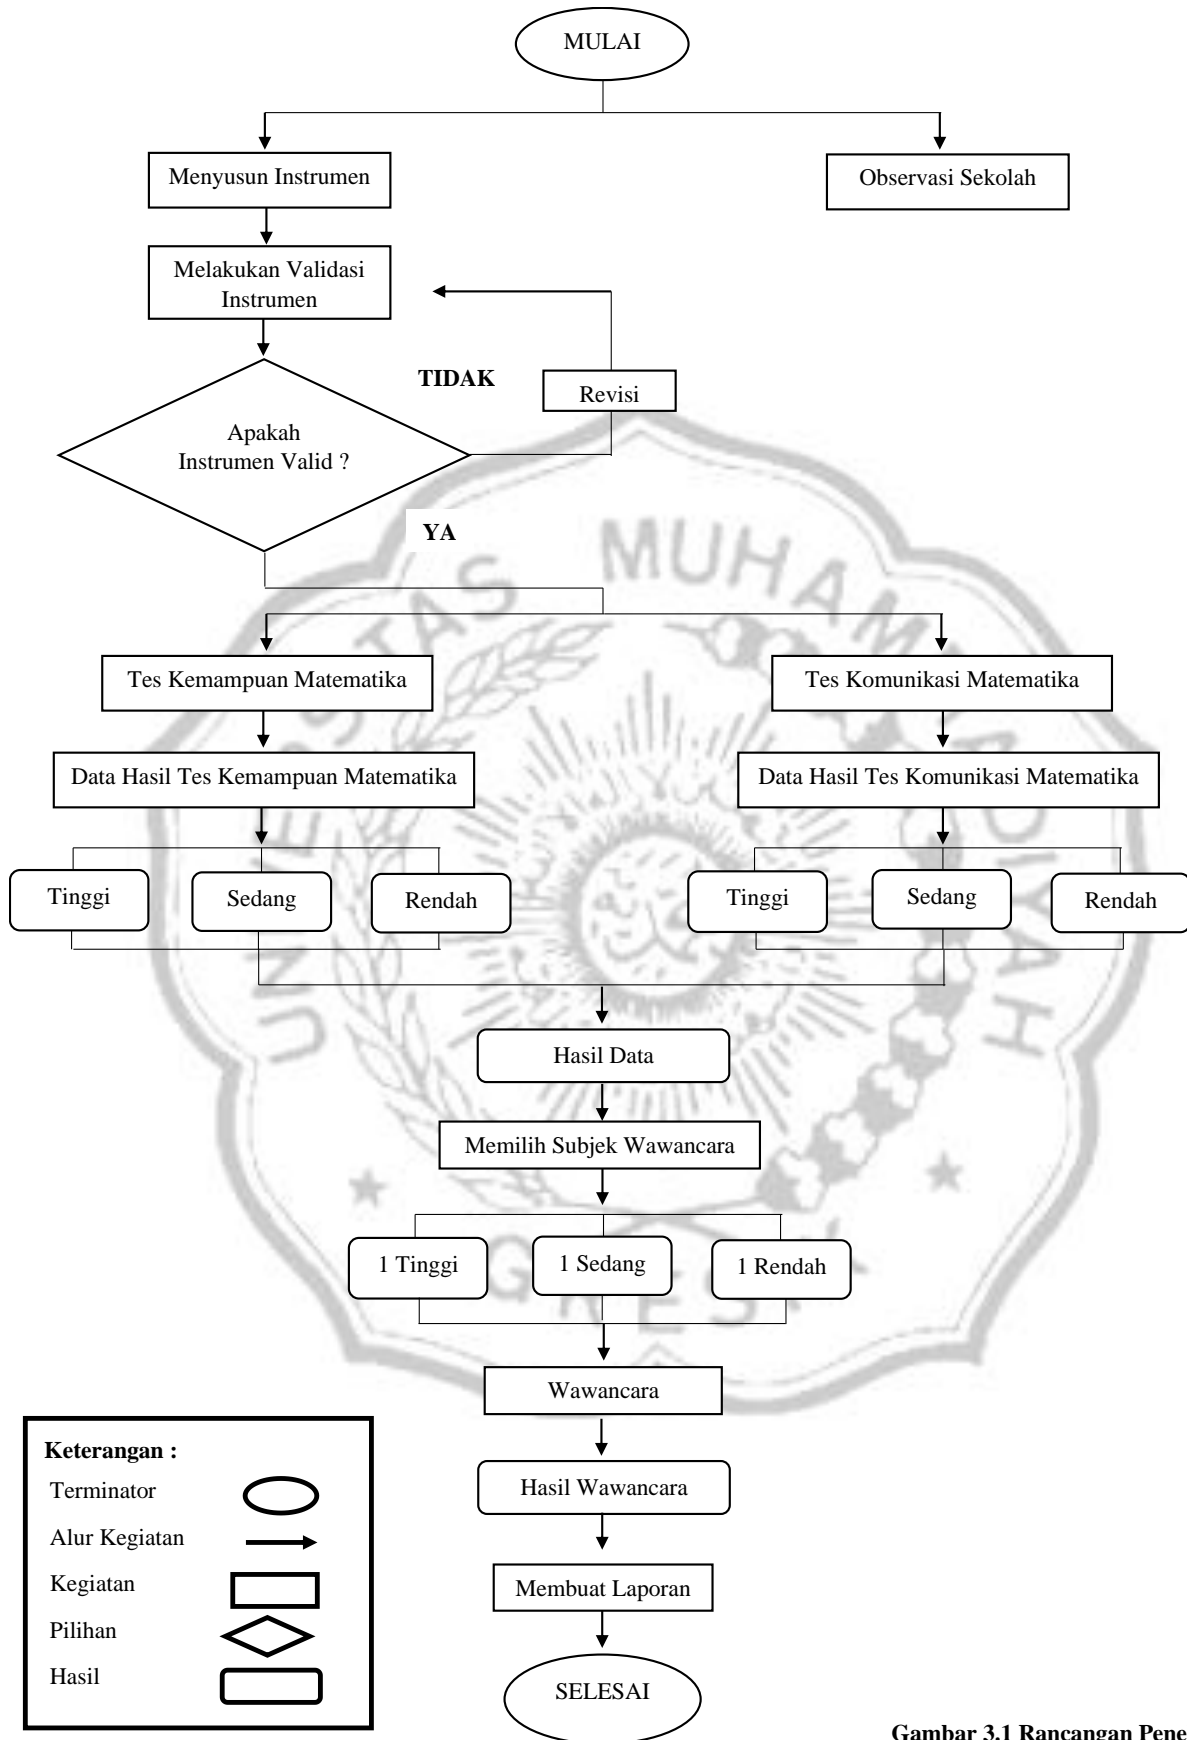 MULAI
Menyusun Instrumen
Observasi Sekolah
Melakukan Validasi
Instrumen
TIDAK
Revisi
Apakah
Instrumen Valid ?
YA
UNIVERSITAS MUHAMMADIYAH
GRESIK
Tes Kemampuan Matematika
Tes Komunikasi Matematika
Data Hasil Tes Kemampuan Matematika
Data Hasil Tes Komunikasi Matematika
Tinggi
Sedang
Rendah
Tinggi
Sedang
Rendah
Hasil Data
Memilih Subjek Wawancara
1 Tinggi
1 Sedang
1 Rendah
Wawancara
Hasil Wawancara
Membuat Laporan
SELESAI
Keterangan :
Terminator
Alur Kegiatan
Kegiatan
Pilihan
Hasil
Gambar 3.1 Rancangan Pene